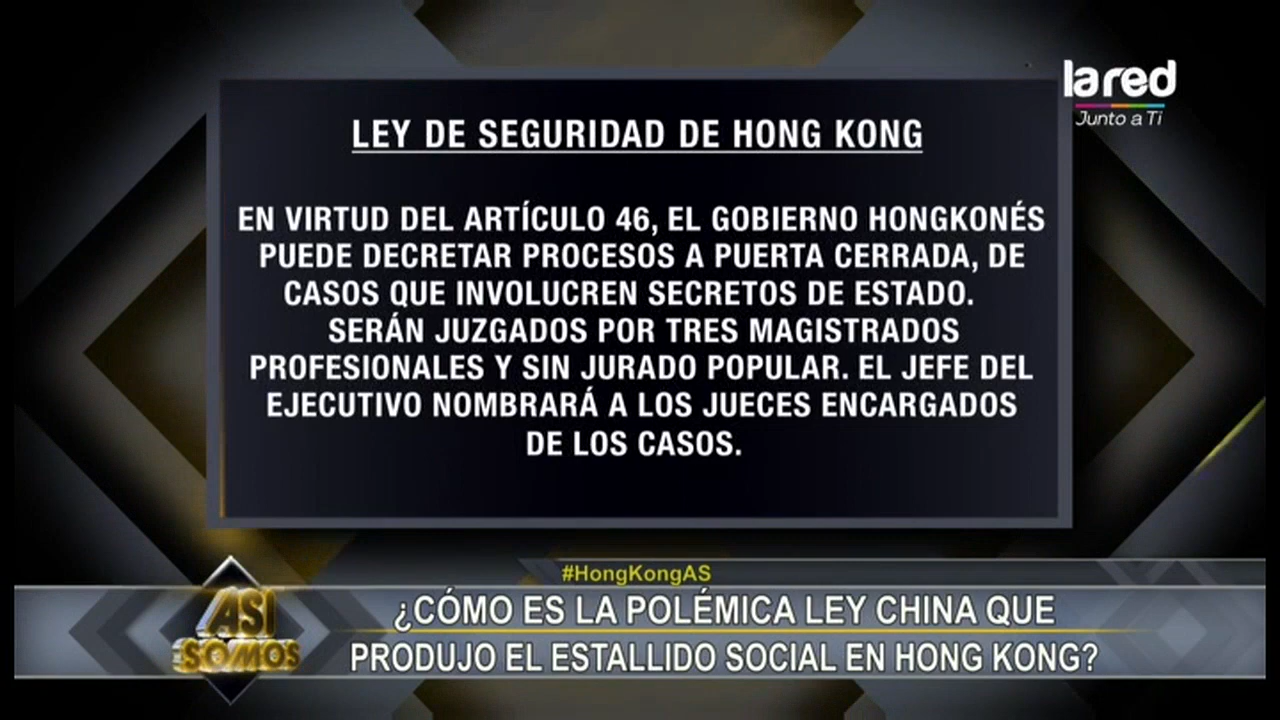 lared
Junto a Ti
LEY DE SEGURIDAD DE HONG KONG
EN VIRTUD DEL ARTÍCULO 46, EL GOBIERNO HONGKONÉS
PUEDE DECRETAR PROCESOS A PUERTA CERRADA, DE
CASOS QUE INVOLUCREN SECRETOS DE ESTADO.
SERÁN JUZGADOS POR TRES MAGISTRADOS
PROFESIONALES Y SIN JURADO POPULAR. EL JEFE DEL
EJECUTIVO NOMBRARÁ A LOS JUECES ENCARGADOS
DE LOS CASOS.
#HongKongAS
ASI
SOMOS
¿CÓMO ES LA POLÉMICA LEY CHINA QUE
PRODUJO EL ESTALLIDO SOCIAL EN HONG KONG?